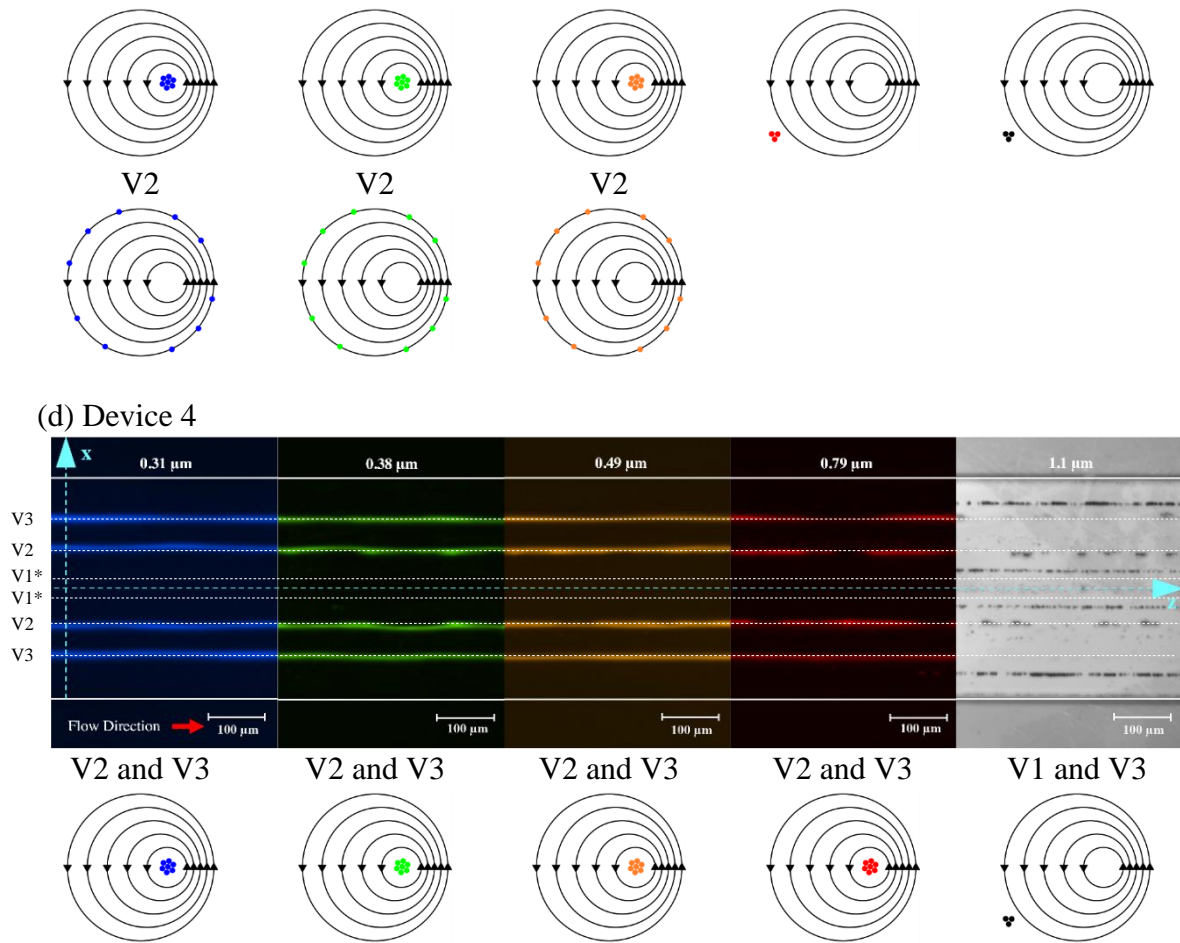 V2 V2 V2
(d) Device 4
x
0.31 µm 0.38 µm 0.49 µm 0.79 µm 1.1 µm
V3
V2
V1*
V1*
z
V2
V3
Flow Direction 100 µm 100 µm 100 µm 100 µm 100 µm
V2 and V3 V2 and V3 V2 and V3 V2 and V3 V1 and V3